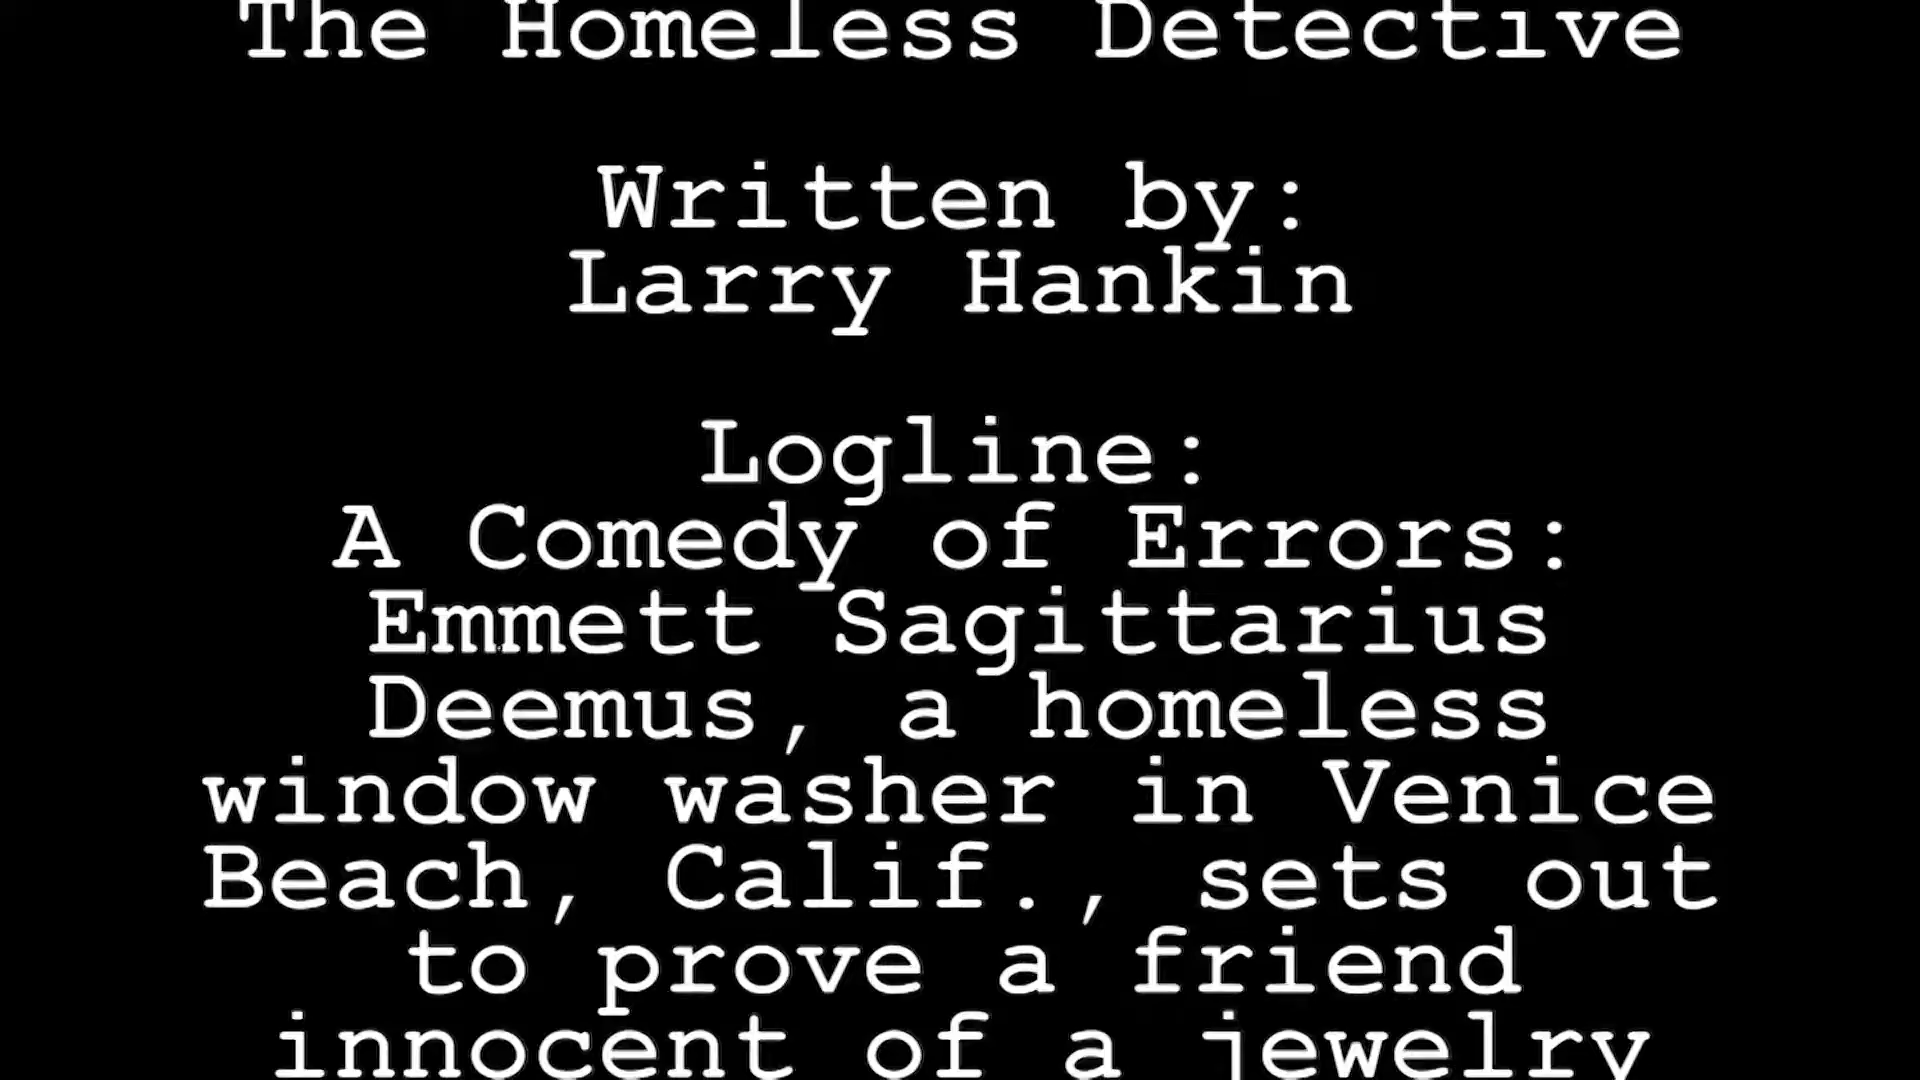 The Homeless Detective
Written by:
Larry Hankin
Logline:
A Comedy of Errors:
Emmett Sagittarius
Deemus, a homeless
window washer in Venice
Beach, Calif., sets out
to prove a friend
innocent of a jewelry